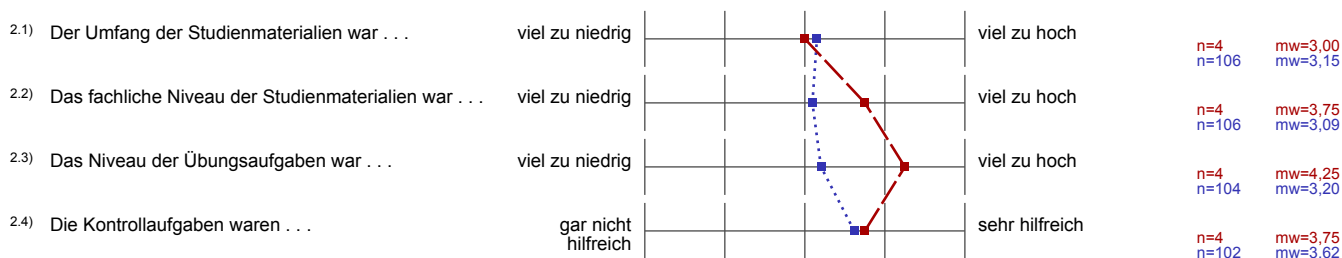 2.1) Der Umfang der Studienmaterialien war . . . viel zu niedrig viel zu hoch
n=4 mw=3,00
n=106 mw=3,15
2.2) Das fachliche Niveau der Studienmaterialien war . . . viel zu niedrig viel zu hoch
n=4 mw=3,75
n=106 mw=3,09
2.3) Das Niveau der Übungsaufgaben war . . . viel zu niedrig viel zu hoch
n=4 mw=4,25
n=104 mw=3,20
2.4) Die Kontrollaufgaben waren . . . gar nicht sehr hilfreich
hilfreich
n=4 mw=3,75
n=102 mw=3,62